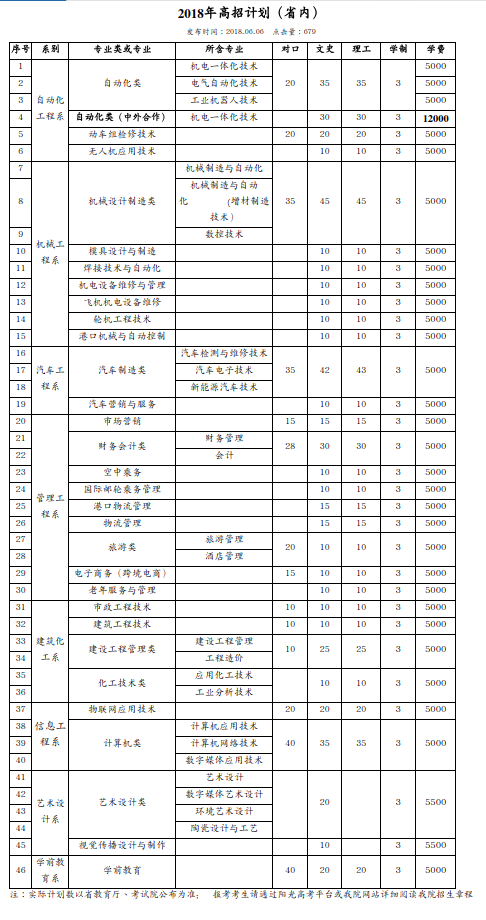 2018年高招计划（省内）
发布时间：2018.06.06 点击量：679
序号 系别 专业类或专业 所含专业 对口 文史 理工 学制 学费
1 自动化工程系 自动化类 机电一体化技术 20 35 35 3 5000
2 电气自动化技术 5000
3 工业机器人技术 5000
4 自动化类（中外合作） 机电一体化技术 30 30 3 12000
5 动车组检修技术 20 20 20 3 5000
6 无人机应用技术 10 10 3 5000
7 机械工程系 机械设计制造类 机械制造与自动化 35 45 45 3 5000
8 机械制造与自动化 (增材制造技术）
9 数控技术
10 模具设计与制造 10 10 3 5000
11 焊接技术与自动化 10 10 3 5000
12 机电设备维修与管理 10 10 3 5000
13 飞机机电设备维修 10 10 3 5000
14 轮机工程技术 10 10 3 5000
15 港口机械与自动控制 10 10 3 5000
16 汽车工程系 汽车制造类 汽车检测与维修技术 35 42 43 3 5000
17 汽车电子技术
18 新能源汽车技术
19 汽车营销与服务 10 10 3 5000
20 管理工程系 市场营销 15 15 15 3 5000
21 财务会计类 财务管理 28 30 30 3 5000
22 会计
23 空中乘务 10 10 3 5000
24 国际邮轮乘务管理 10 10 3 5000
25 港口物流管理 15 15 3 5000
26 物流管理 15 15 3 5000
27 旅游类 旅游管理 20 10 10 3 5000
28 酒店管理
29 电子商务（跨境电商） 15 10 10 3 5000
30 老年服务与管理 10 10 3 5000
31 建筑化工系 市政工程技术 10 10 10 3 5000
32 建筑工程技术 10 10 10 3 5000
33 建设工程管理类 建设工程管理 10 25 25 3 5000
34 工程造价
35 化工技术类 应用化工技术 10 10 3 5000
36 工业分析技术
37 信息工程系 物联网应用技术 20 20 20 3 5000
38 计算机类 计算机应用技术 40 35 35 3 5000
39 计算机网络技术
40 数字媒体应用技术
41 艺术设计系 艺术设计类 艺术设计 20 3 5500
42 数字媒体艺术设计
43 环境艺术设计
44 陶瓷设计与工艺
45 视觉传播设计与制作 10 3 5500
46 学前教育系 学前教育 40 20 20 3 5000
注：实际计划数以省教育厅、考试院公布为准； 报考考生请通过阳光高考平台或我院网站详细阅读我院招生章程